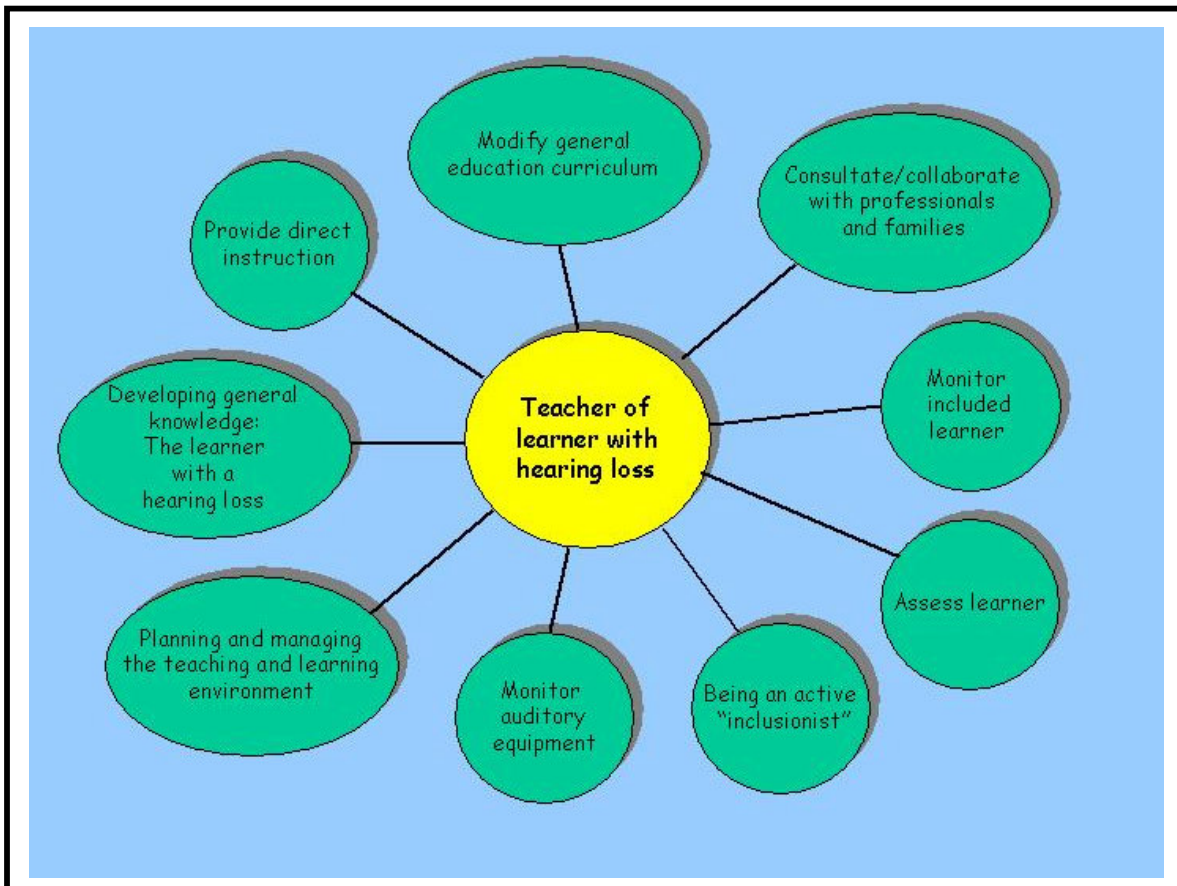 Modify general
education curriculum
Consultate/collaborate
with professionals
and families
Provide direct
instruction
Monitor
included
learner
Developing general
knowledge:
The learner
with a
hearing loss
Teacher of
learner with
hearing loss
Assess learner
Planning and managing
the teaching and learning
environment
Monitor
auditory
equipment
Being an active
“inclusionist”